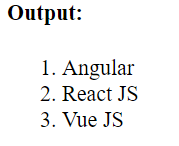 Output:
1. Angular
2. React JS
3. Vue JS